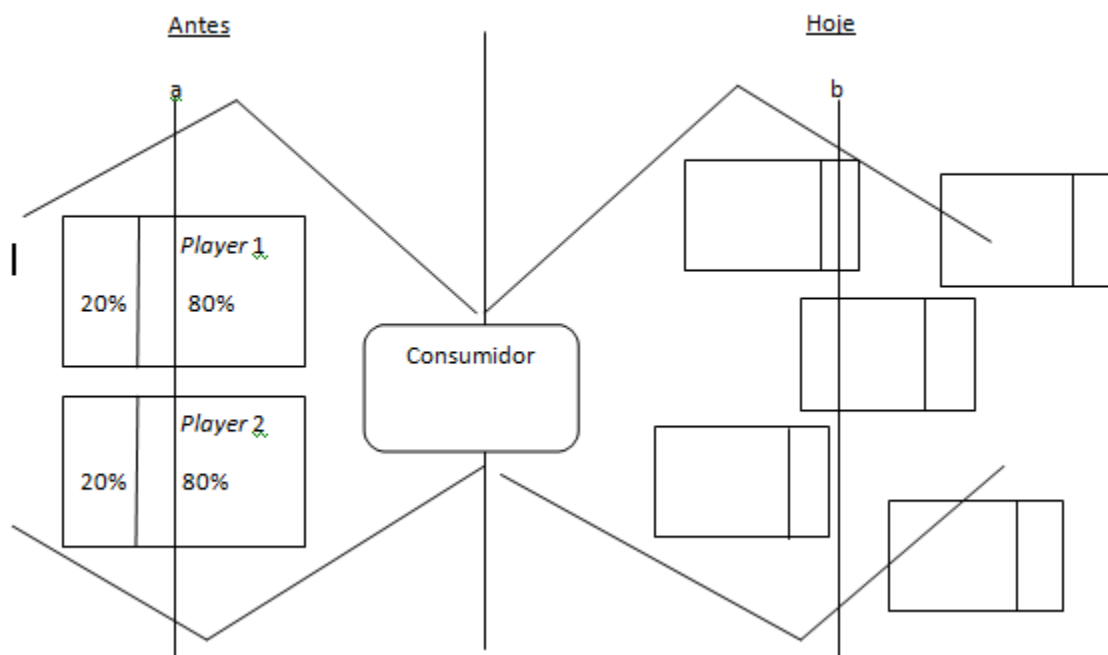 Antes
Hoje
a
b
Player 1
20% 80%
Consumidor
Player 2
20% 80%